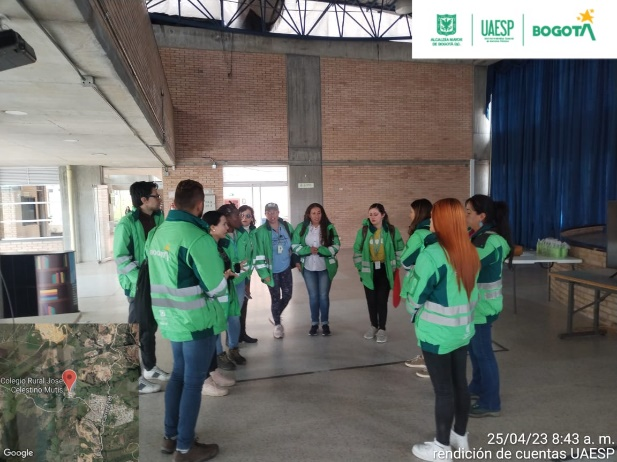 ALCALDÍA MAYOR
DE BOGOTÁ D.C.
UAESP
BOGOTÁ
BOGOTÁ
Colegio Rural José
Celestino Mutis
Google
25/04/23 8:43 a. m.
rendición de cuentas UAESP